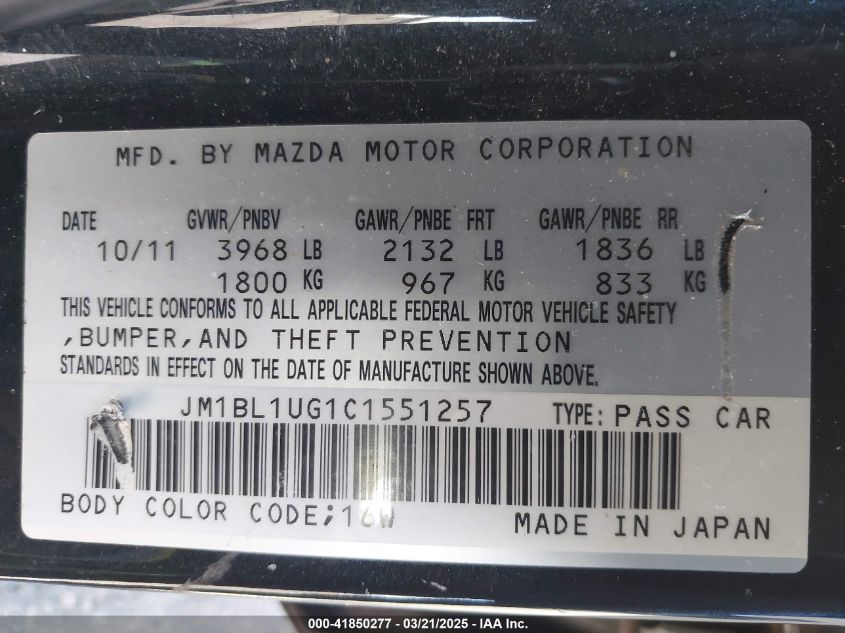 MFD. BY MAZDA MOTOR CORPORATION
DATE GVWR/PNBV GAWR/PNBE FRT GAWR/PNBE RR
10/11 3968 LB 2132 LB 1836 LB
1800 KG 967 KG 833 KG
THIS VEHICLE CONFORMS TO ALL APPLICABLE FEDERAL MOTOR VEHICLE SAFETY
,BUMPER,AND THEFT PREVENTION
STANDARDS IN EFFECT ON THE DATE OF MANUFACTURE SHOWN ABOVE.
JM1BL1UG1C1551257 TYPE: PASS CAR
BODY COLOR CODE;16W MADE IN JAPAN
000-41850277 - 03/21/2025 - IAA Inc.